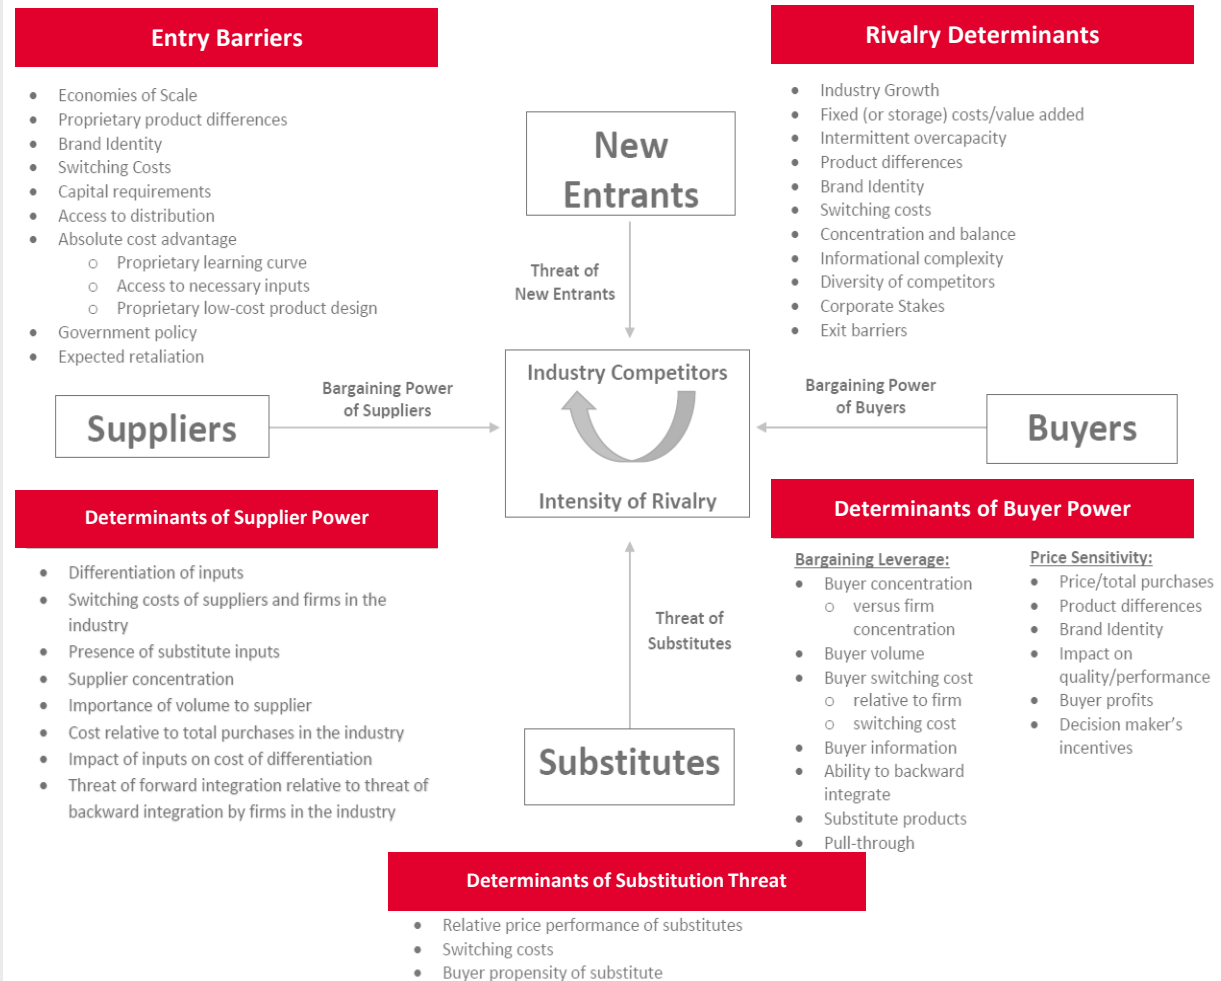 Entry Barriers
• Economies of Scale
• Proprietary product differences
• Brand Identity
• Switching Costs
• Capital requirements
• Access to distribution
• Absolute cost advantage
○ Proprietary learning curve
○ Access to necessary inputs
○ Proprietary low-cost product design
• Government policy
• Expected retaliation
New
Entrants
Threat of
New Entrants
Rivalry Determinants
• Industry Growth
• Fixed (or storage) costs/value added
• Intermittent overcapacity
• Product differences
• Brand Identity
• Switching costs
• Concentration and balance
• Informational complexity
• Diversity of competitors
• Corporate Stakes
• Exit barriers
Suppliers
Bargaining Power
of Suppliers
Industry Competitors
Intensity of Rivalry
Bargaining Power
of Buyers
Buyers
Determinants of Supplier Power
• Differentiation of inputs
• Switching costs of suppliers and firms in the
industry
• Presence of substitute inputs
• Supplier concentration
• Importance of volume to supplier
• Cost relative to total purchases in the industry
• Impact of inputs on cost of differentiation
• Threat of forward integration relative to threat of
backward integration by firms in the industry
Threat of
Substitutes
Substitutes
Determinants of Buyer Power
Bargaining Leverage:
• Buyer concentration
○ versus firm
concentration
• Buyer volume
• Buyer switching cost
○ relative to firm
○ switching cost
• Buyer information
• Ability to backward
integrate
• Substitute products
• Pull-through
Price Sensitivity:
• Price/total purchases
• Product differences
• Brand Identity
• Impact on
quality/performance
• Buyer profits
• Decision maker's
incentives
Determinants of Substitution Threat
• Relative price performance of substitutes
• Switching costs
• Buyer propensity of substitute